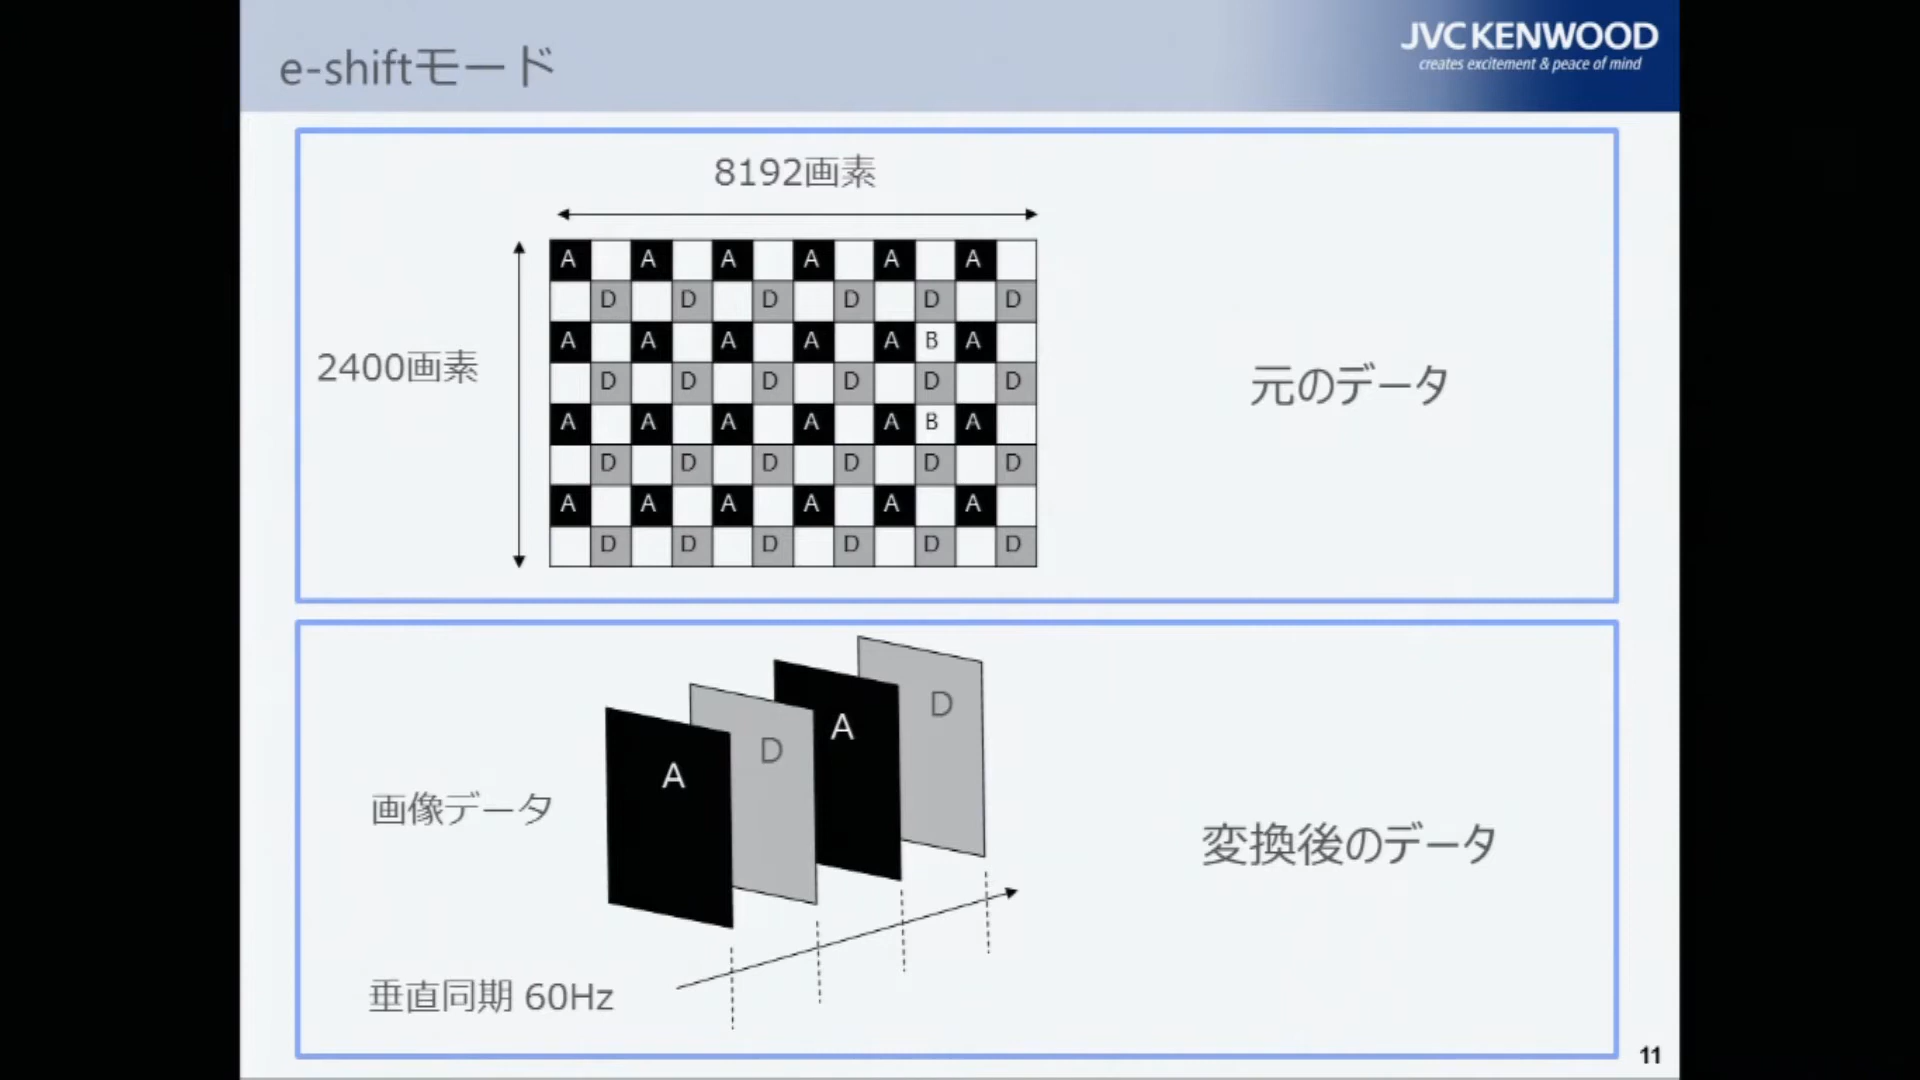 e-shiftモード
JVCKENWOOD
creates excitement & peace of mind
8192画素
2400画素
A A A A A A
D D D D D D
A A A A A B A
D D D D D D
A A A A A B A
D D D D D D
A A A A A A
D D D D D D
元のデータ
A D A D
画像データ
変換後のデータ
垂直同期 60Hz
11